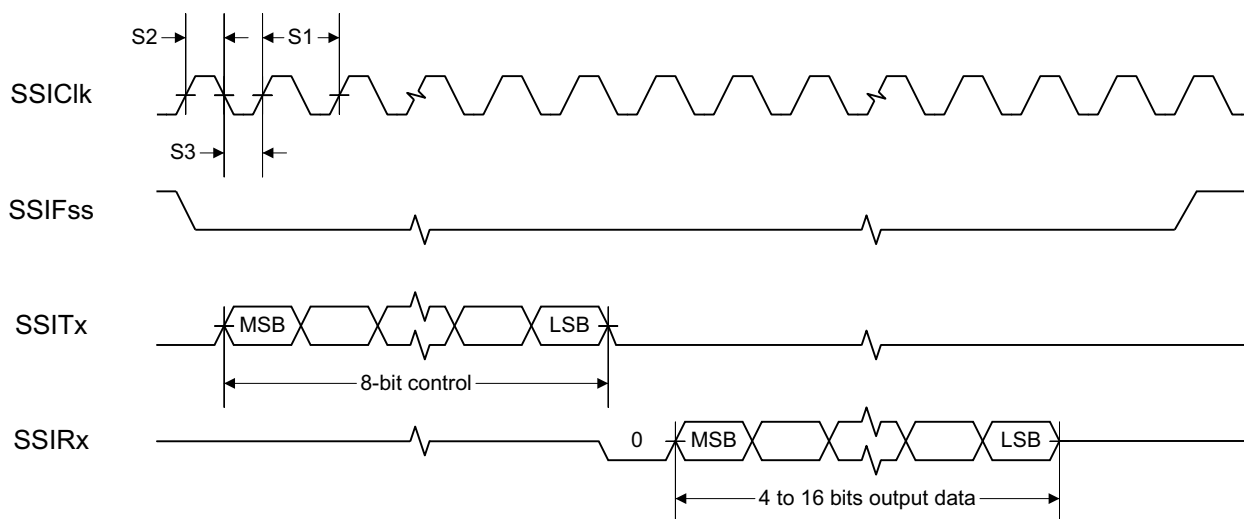 S2
S1
SSIClk
S3
SSIFss
SSITx
MSB
LSB
8-bit control
SSIRx
0
MSB
LSB
4 to 16 bits output data